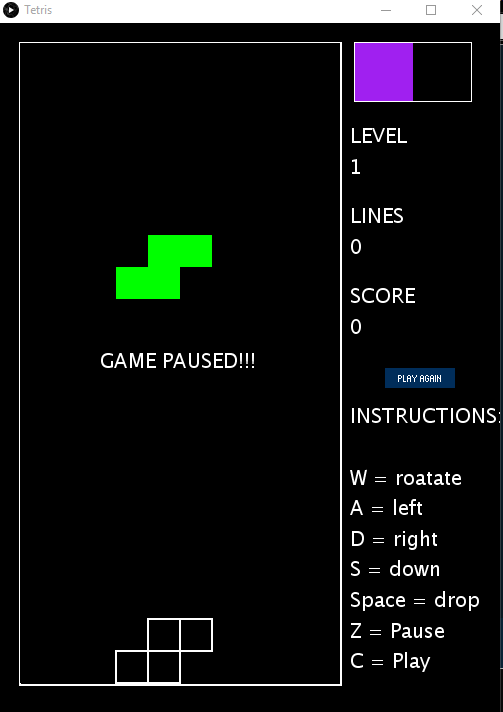 Tetris
LEVEL
1
LINES
0
SCORE
0
GAME PAUSED!!!
PLAY AGAIN
INSTRUCTIONS:
W = roatate
A = left
D = right
S = down
Space = drop
Z = Pause
C = Play